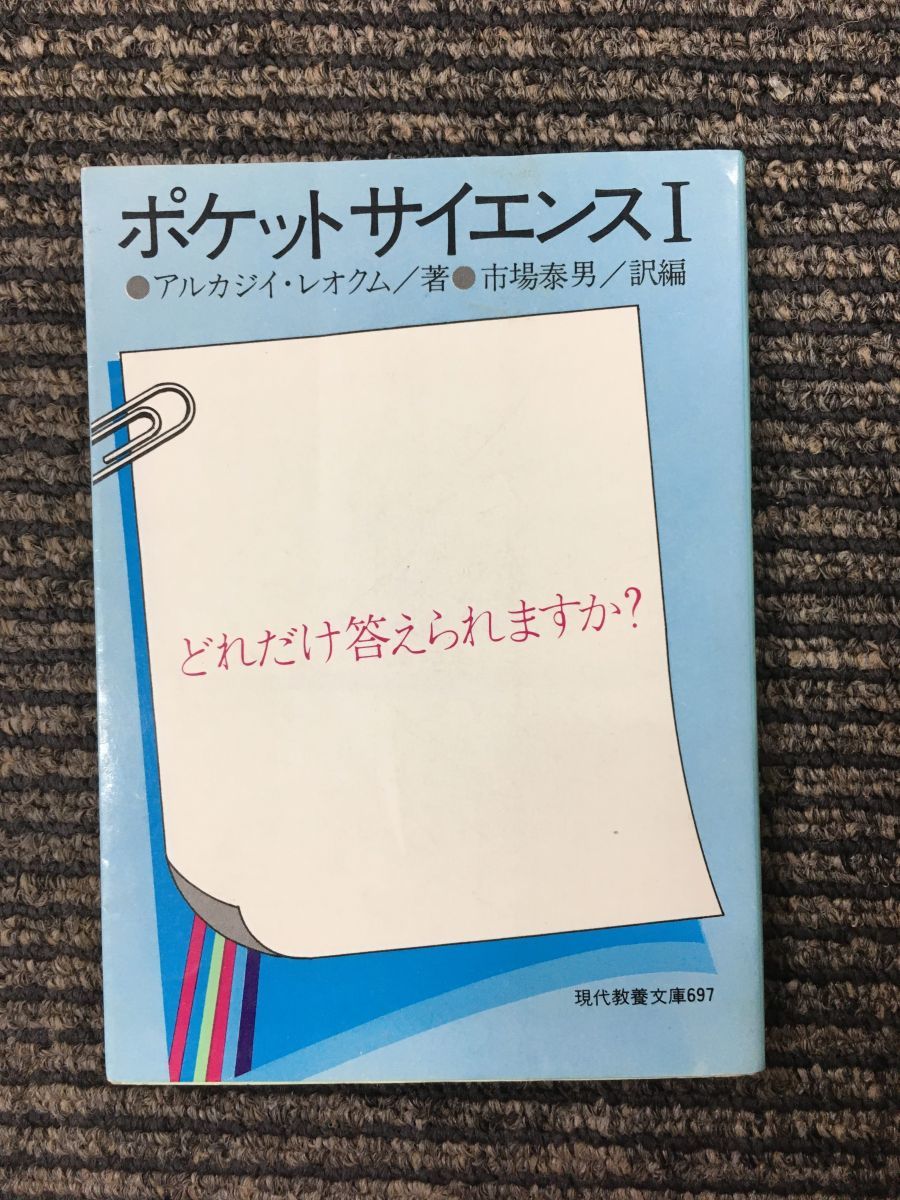 ポケットサイエンスI
●アルカジイ・レオクム／著●市場泰男／訳編
どれだけ答えられますか?
現代教養文庫697